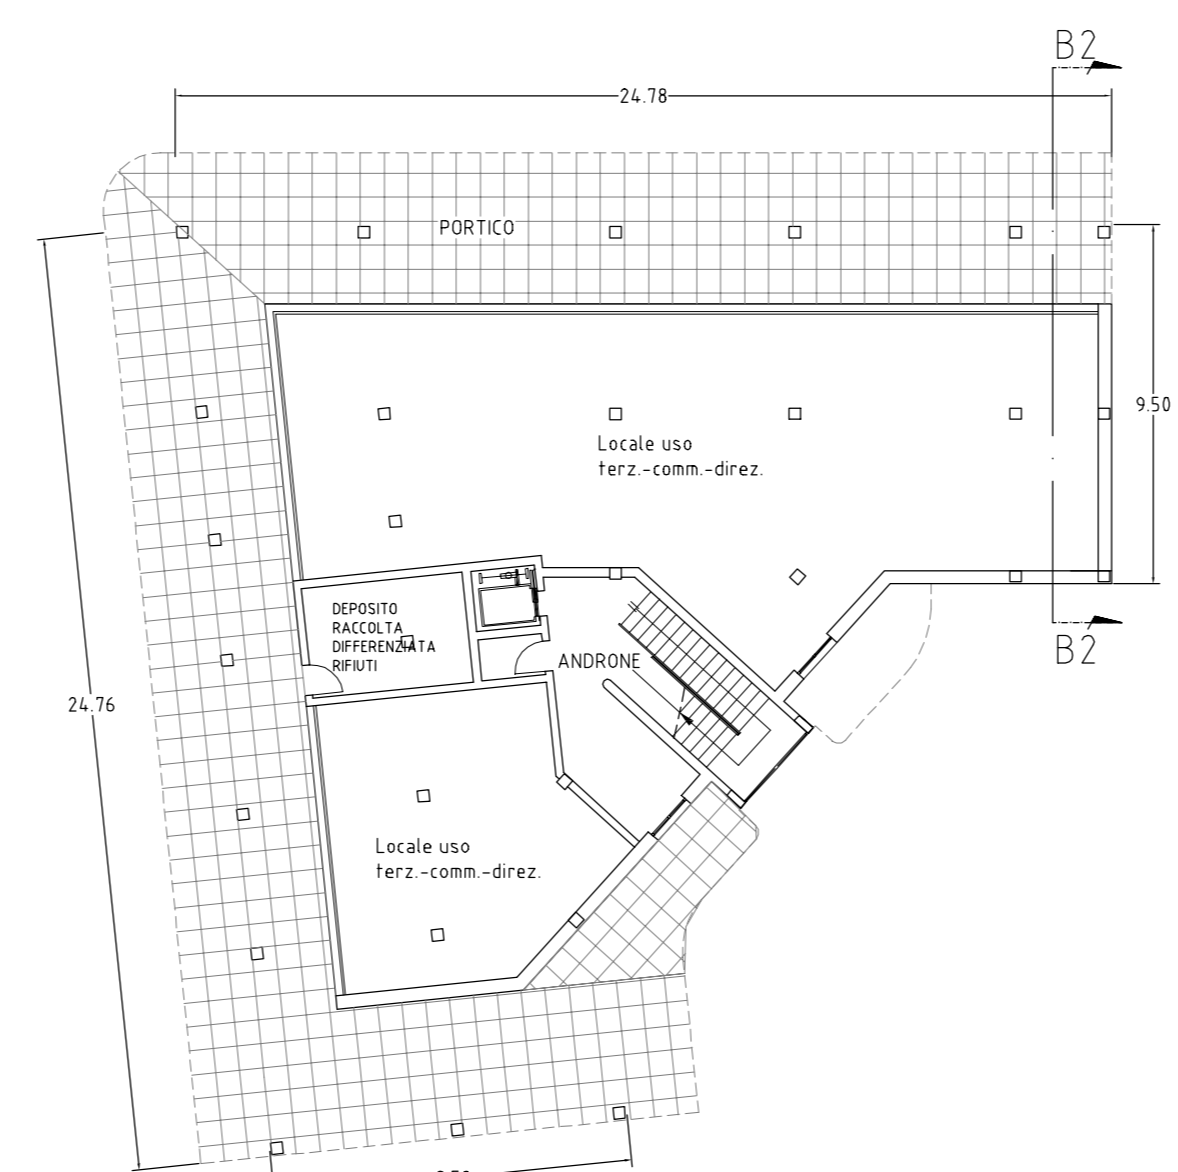 B2
24.78
PORTICO
9.50
Locale uso
terz.-comm.-direz.
DEPOSITO
RACCOLTA
DIFFERENZIATA
RIFIUTI
ANDRONE
B2
24.76
Locale uso
terz.-comm.-direz.